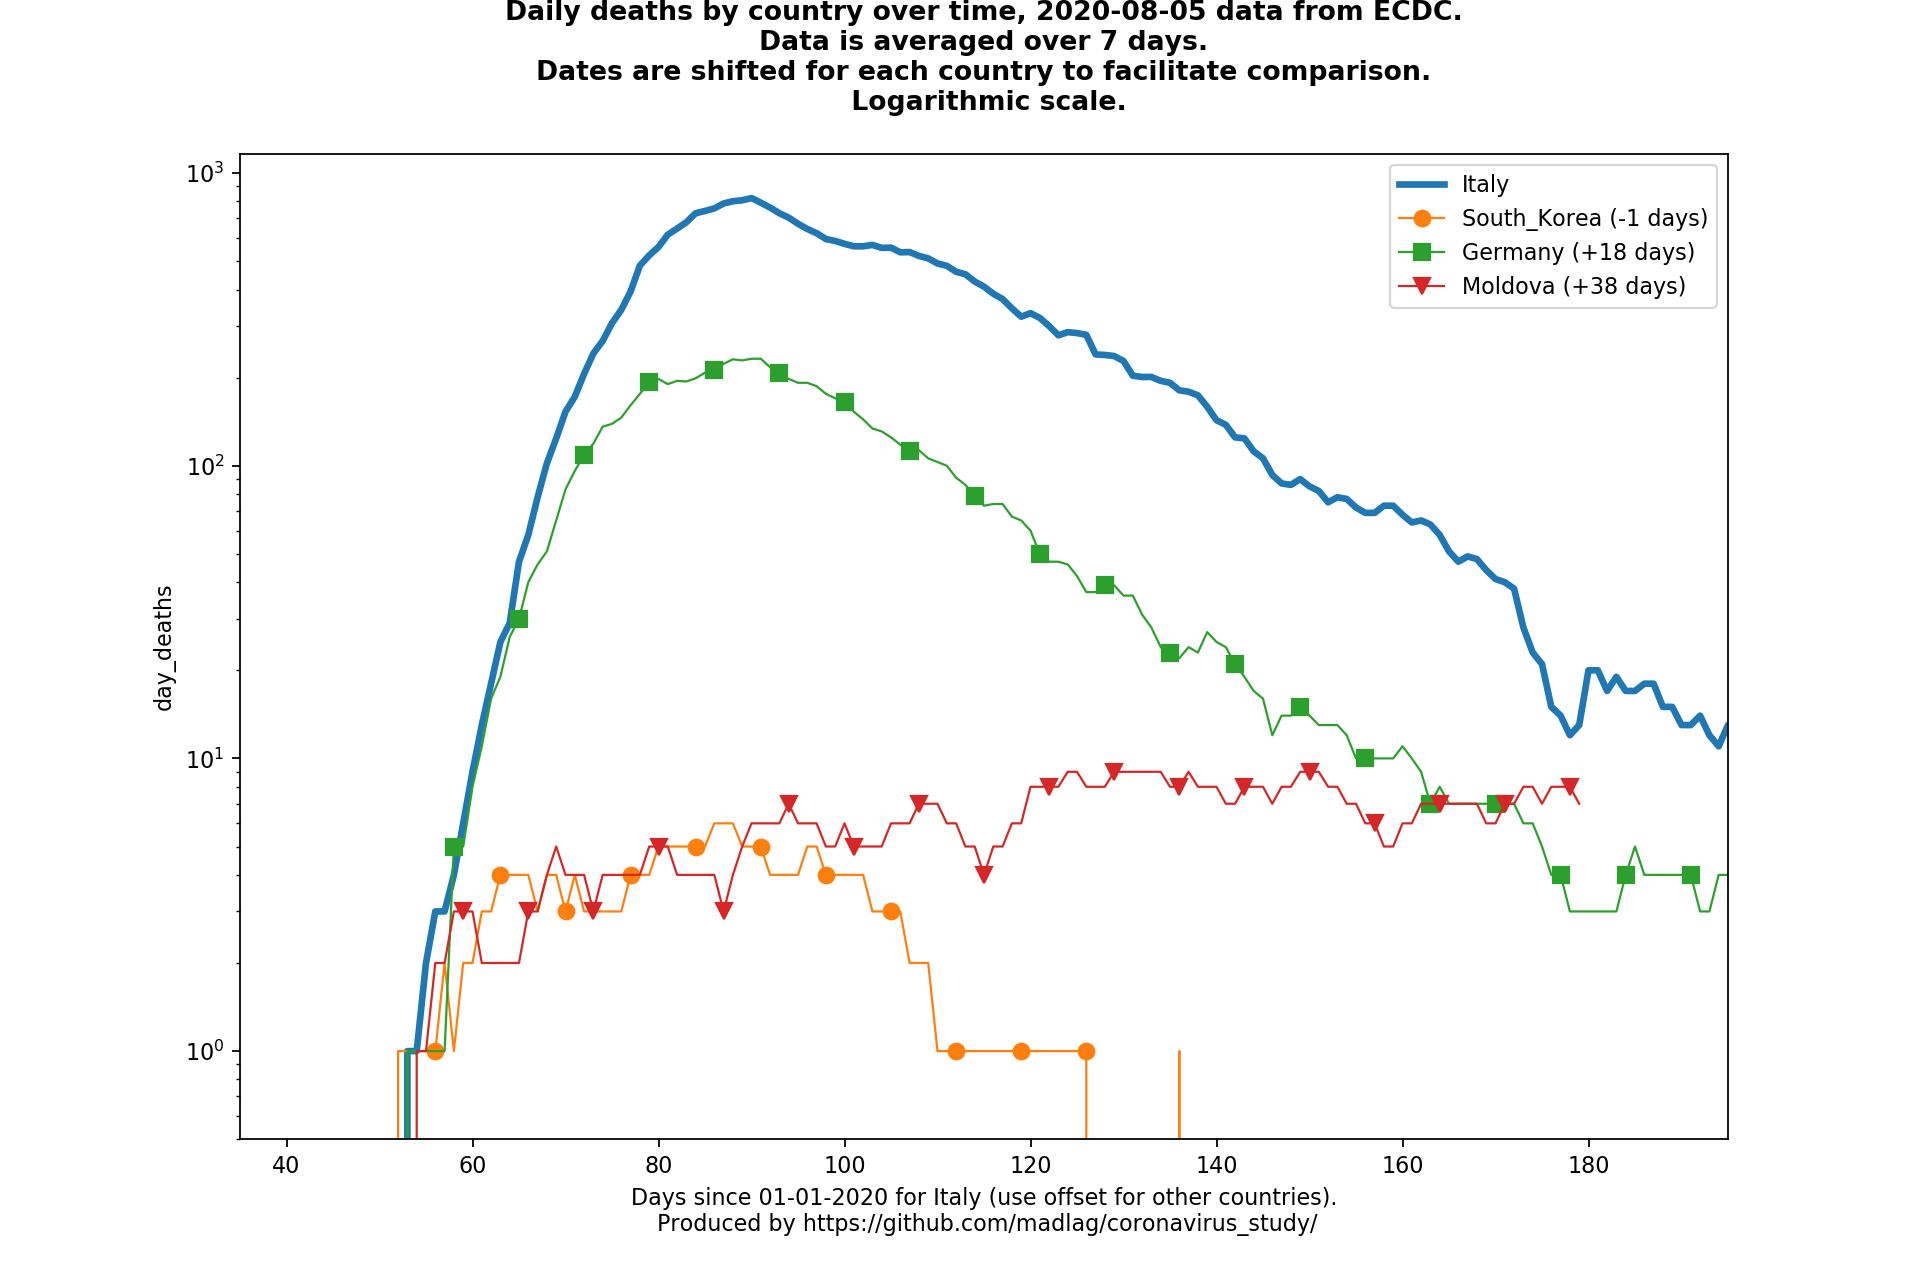 Daily deaths by country over time, 2020-08-05 data from ECDC.
Data is averaged over 7 days.
Dates are shifted for each country to facilitate comparison.
Logarithmic scale.
Italy
South_Korea (-1 days)
Germany (+18 days)
Moldova (+38 days)
10³
10²
10¹
10⁰
day_deaths
40 60 80 100 120 140 160 180
Days since 01-01-2020 for Italy (use offset for other countries).
Produced by https://github.com/madlag/coronavirus_study/